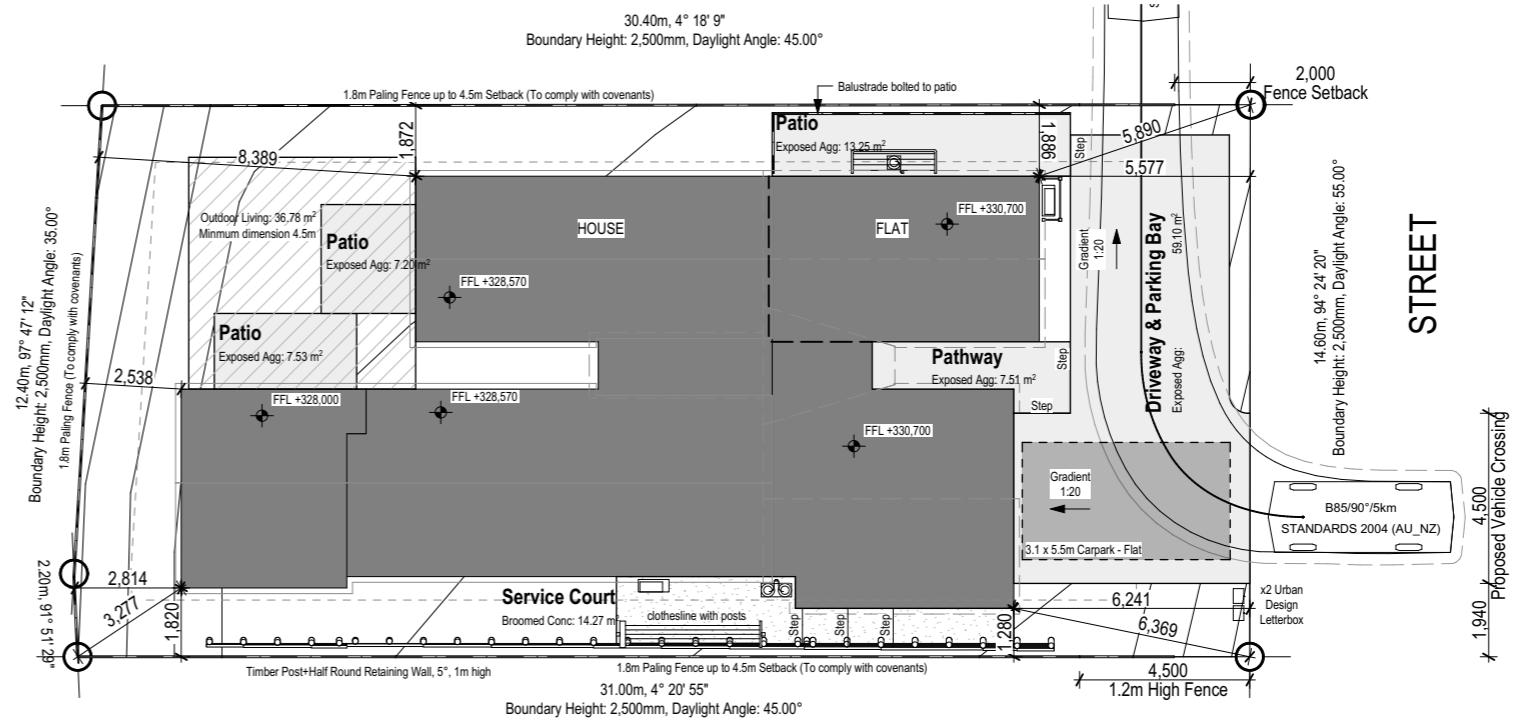 30.40m, 4° 18' 9"
Boundary Height: 2,500mm, Daylight Angle: 45.00°
2,000
Fence Setback
1.8m Paling Fence up to 4.5m Setback (To comply with covenants)
Balustrade bolted to patio
Patio
Exposed Agg: 13.25 m²
1,872
1,886
Step
5,890
5,577
8,389
Outdoor Living: 36.78 m²
Minmum dimension 4.5m
Patio
Exposed Agg: 7.20 m²
HOUSE
FLAT
FFL +330,700
FFL +328,570
Gradient
1:20
Driveway & Parking Bay
Exposed Agg:
59.10 m²
14.60m, 94° 24' 20"
Boundary Height: 2,500mm, Daylight Angle: 55.00°
STREET
12.40m, 97° 47' 12"
Boundary Height: 2,500mm, Daylight Angle: 35.00°
1.8m Paling Fence (To comply with covenants)
Patio
Exposed Agg: 7.53 m²
Pathway
Exposed Agg: 7.51 m²
Step
Step
2,538
FFL +328,000
FFL +328,570
FFL +330,700
Gradient
1:20
3.1 x 5.5m Carpark - Flat
B85/90°/5km
STANDARDS 2004 (AU_NZ)
4,500
Proposed Vehicle Crossing
1,940
2.20m, 91° 51' 29"
2,814
3,277
1,820
Service Court
Broomed Conc: 14.27 m²
clothesline with posts
Step
Step
Step
1,280
6,241
6,369
x2 Urban
Design
Letterbox
Timber Post+Half Round Retaining Wall, 5°, 1m high
1.8m Paling Fence up to 4.5m Setback (To comply with covenants)
4,500
1.2m High Fence
31.00m, 4° 20' 55"
Boundary Height: 2,500mm, Daylight Angle: 45.00°